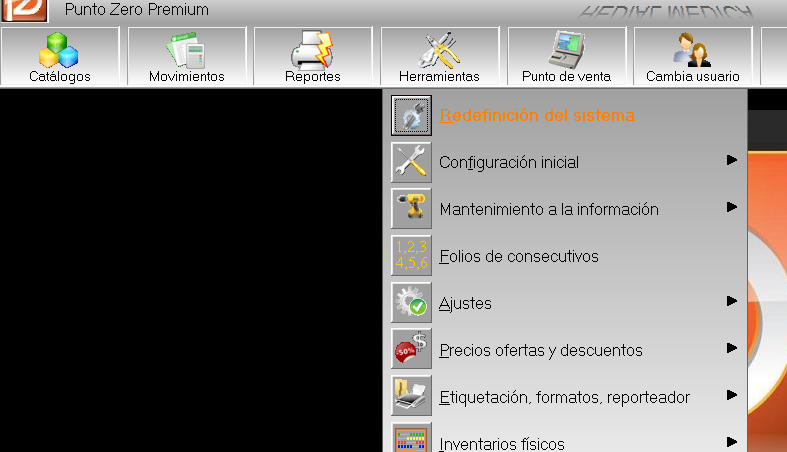 Punto Zero Premium
HEDIAL MEDICA
Catálogos
Movimientos
Reportes
Herramientas
Punto de venta
Cambia usuario
Redefinición del sistema
Configuración inicial
Mantenimiento a la información
1,2,3
4,5,6
Folios de consecutivos
Ajustes
-50%
$
Precios ofertas y descuentos
Etiquetación, formatos, reporteador
Inventarios físicos